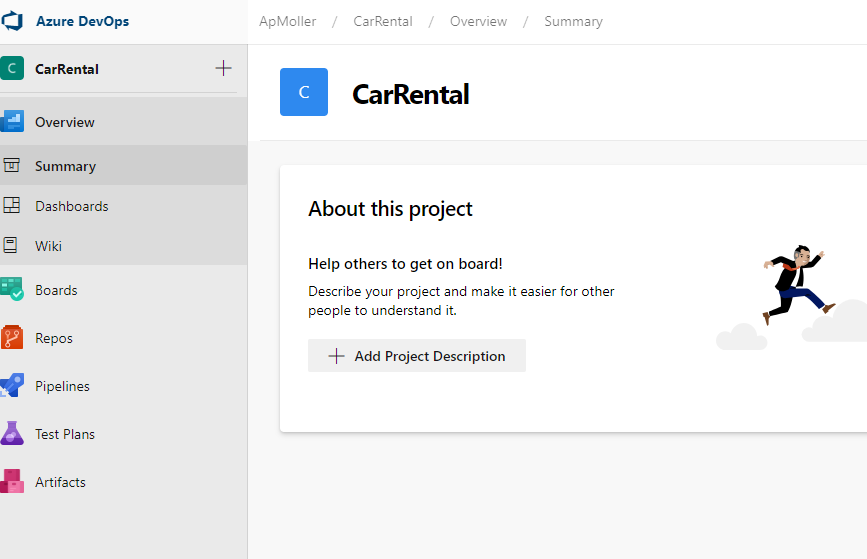 Azure DevOps
ApMoller / CarRental / Overview / Summary
C CarRental +
Overview
Summary
Dashboards
Wiki
Boards
Repos
Pipelines
Test Plans
Artifacts
C CarRental
About this project
Help others to get on board!
Describe your project and make it easier for other
people to understand it.
+ Add Project Description